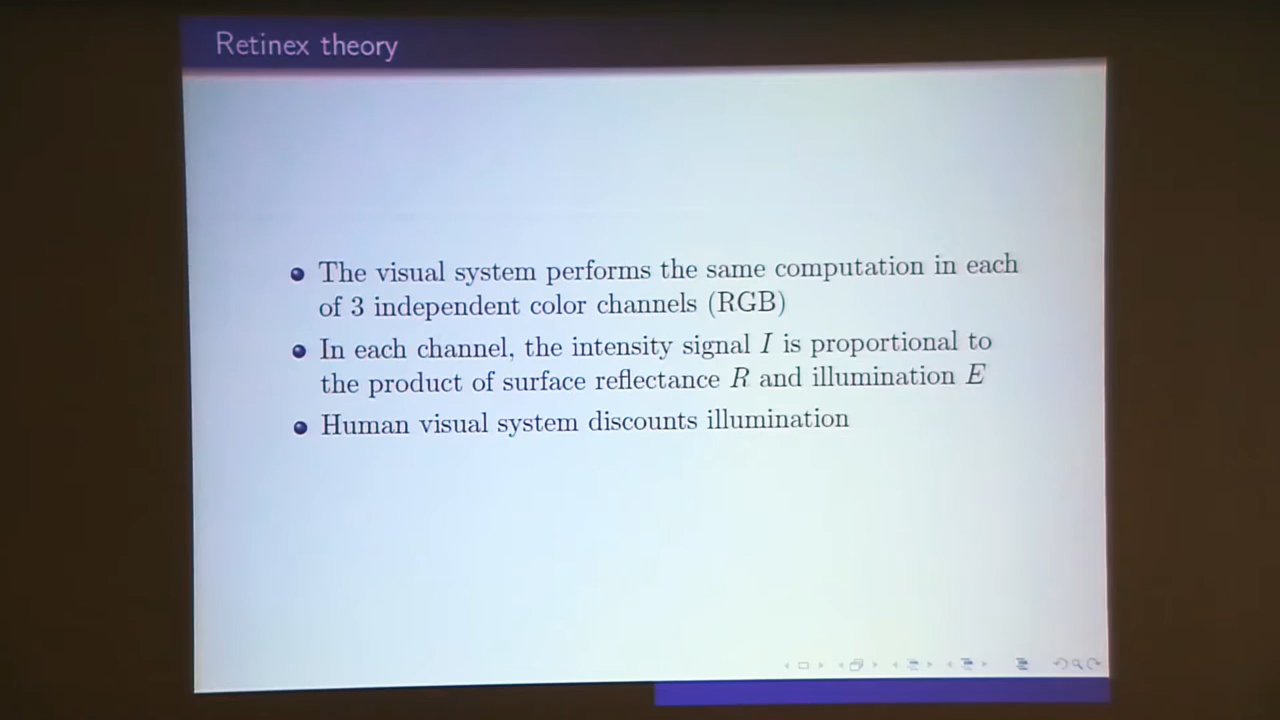 Retinex theory
The visual system performs the same computation in each
of 3 independent color channels (RGB)
In each channel, the intensity signal I is proportional to
the product of surface reflectance R and illumination E
Human visual system discounts illumination